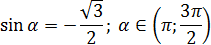 sin α = −√3/2; α ∈ (π; 3π/2)